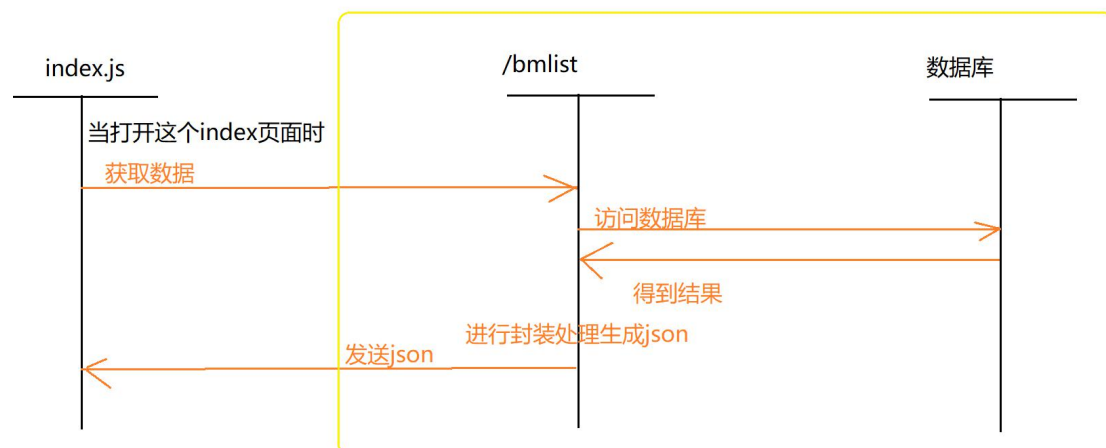 index.js
/bmlist
数据库
当打开这个index页面时
获取数据
访问数据库
得到结果
进行封装处理生成json
发送json